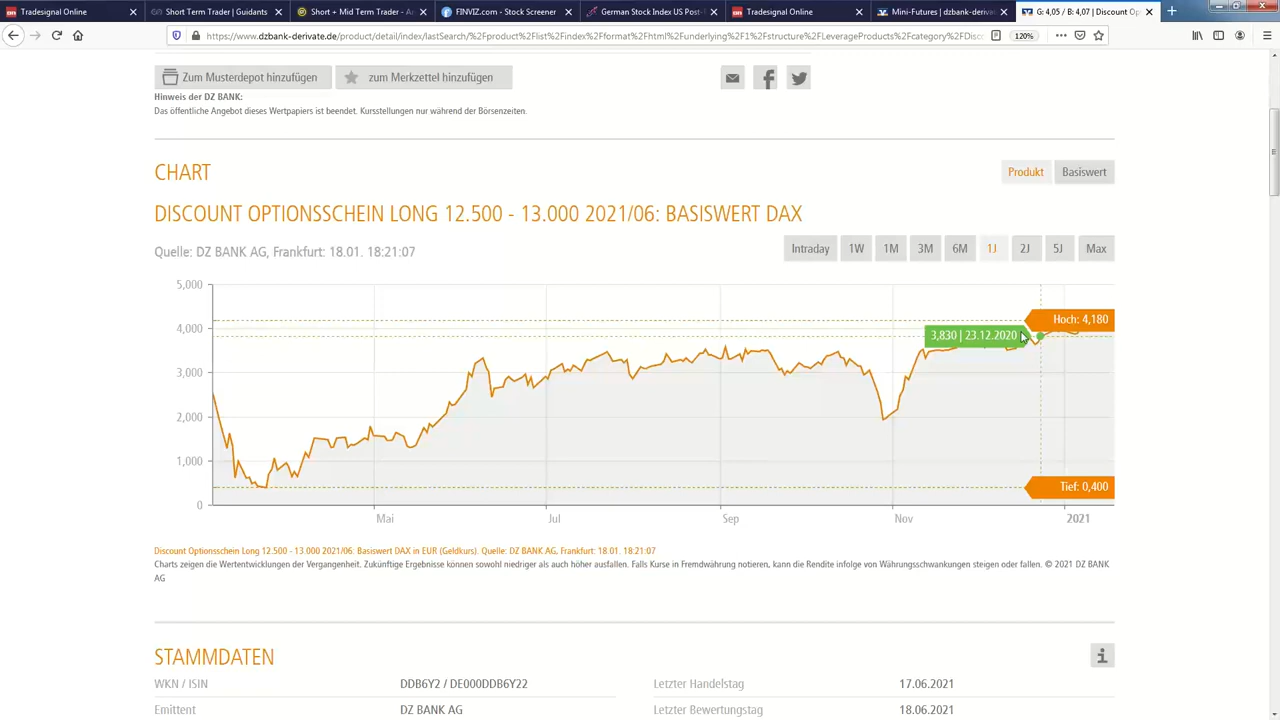 Tradesignal Online
Short Term Trader | Guidants
Short + Mid Term Trader - A
FINVIZ.com - Stock Screener
German Stock Index US Post-
Tradesignal Online
Mini-Futures | dzbank-derivate.
G: 4,05 / B: 4,07 | Discount Op
https://www.dzbank-derivate.de/product/detail/index/lastSearch/%2Fproduct%2Flist%2Findex%2Fformat%2Fhtml%2Funderlying%2F1%2Fstructure%2FLeverageProducts%2Fcategory%2FDisc
120%
Zum Musterdepot hinzufügen
zum Merkzettel hinzufügen
Hinweis der DZ BANK:
Das öffentliche Angebot dieses Wertpapiers ist beendet. Kursstellungen nur während der Börsenzeiten.
CHART
Produkt
Basiswert
DISCOUNT OPTIONSSCHEIN LONG 12.500 - 13.000 2021/06: BASISWERT DAX
Quelle: DZ BANK AG, Frankfurt: 18.01. 18:21:07
Intraday
1W
1M
3M
6M
1J
2J
5J
Max
5,000
4,000
3,000
2,000
1,000
0
Hoch: 4,180
3,830 | 23.12.2020
Tief: 0,400
Mai
Jul
Sep
Nov
2021
Discount Optionsschein Long 12.500 - 13.000 2021/06. Basiswert DAX in EUR (Geldkurs). Quelle: DZ BANK AG, Frankfurt: 18.01. 18:21:07
Charts zeigen die Wertentwicklungen der Vergangenheit. Zukünftige Ergebnisse können sowohl niedriger als auch höher ausfallen. Falls Kurse in Fremdwährung notieren, kann die Rendite infolge von Währungsschwankungen steigen oder fallen. © 2021 DZ BANK
AG
STAMMDATEN
WKN / ISIN
DDB6Y2 / DE000DDB6Y22
Letzter Handelstag
17.06.2021
Emittent
DZ BANK AG
Letzter Bewertungstag
18.06.2021